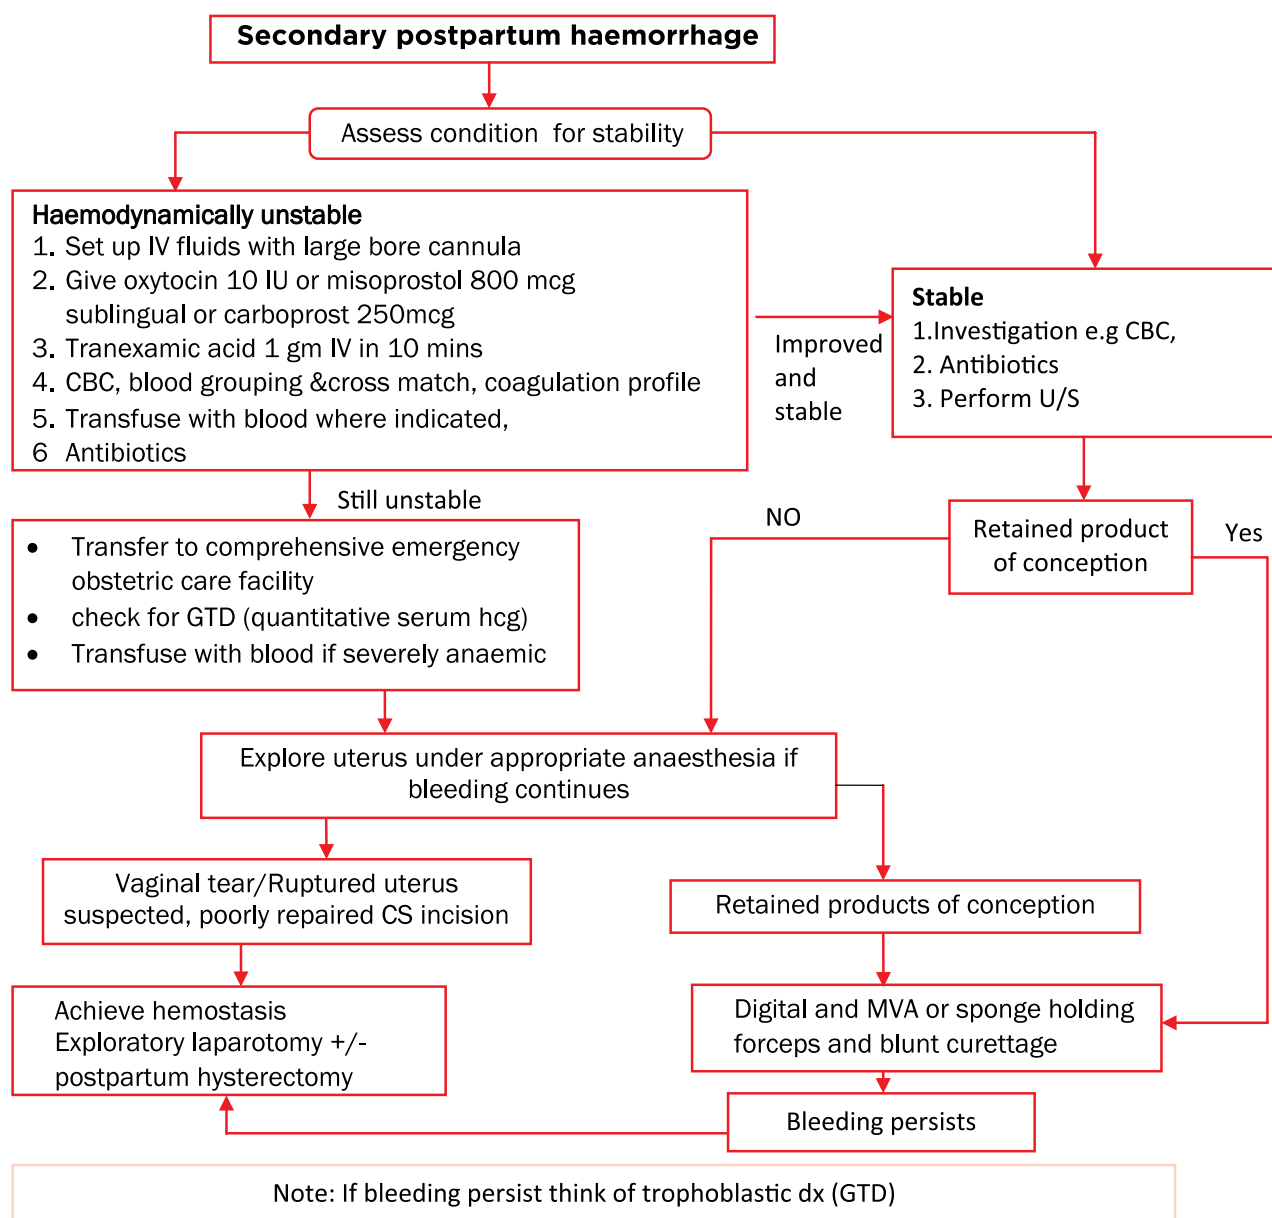 Secondary postpartum haemorrhage
Assess condition for stability
Haemodynamically unstable
1. Set up IV fluids with large bore cannula
2. Give oxytocin 10 IU or misoprostol 800 mcg
sublingual or carboprost 250mcg
3. Tranexamic acid 1 gm IV in 10 mins
4. CBC, blood grouping &cross match, coagulation profile
5. Transfuse with blood where indicated,
6 Antibiotics
Improved
and
stable
Stable
1.Investigation e.g CBC,
2. Antibiotics
3. Perform U/S
Still unstable
• Transfer to comprehensive emergency
obstetric care facility
• check for GTD (quantitative serum hcg)
• Transfuse with blood if severely anaemic
NO
Retained product
of conception
Yes
Explore uterus under appropriate anaesthesia if
bleeding continues
Vaginal tear/Ruptured uterus
suspected, poorly repaired CS incision
Retained products of conception
Achieve hemostasis
Exploratory laparotomy +/-
postpartum hysterectomy
Digital and MVA or sponge holding
forceps and blunt curettage
Bleeding persists
Note: If bleeding persist think of trophoblastic dx (GTD)